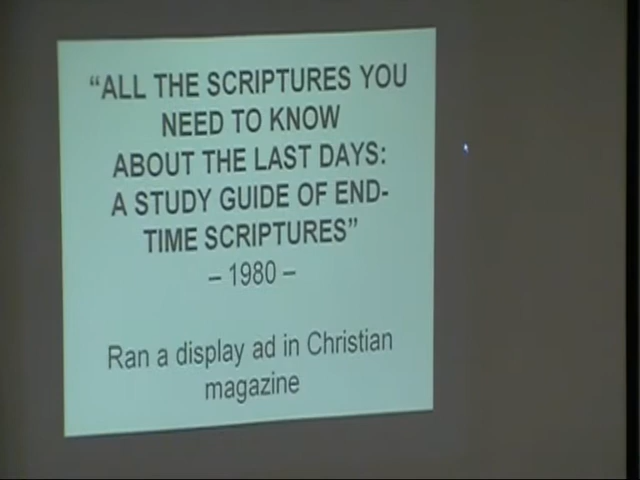 “ALL THE SCRIPTURES YOU
NEED TO KNOW
ABOUT THE LAST DAYS:
A STUDY GUIDE OF END-
TIME SCRIPTURES”
– 1980 –
Ran a display ad in Christian
magazine